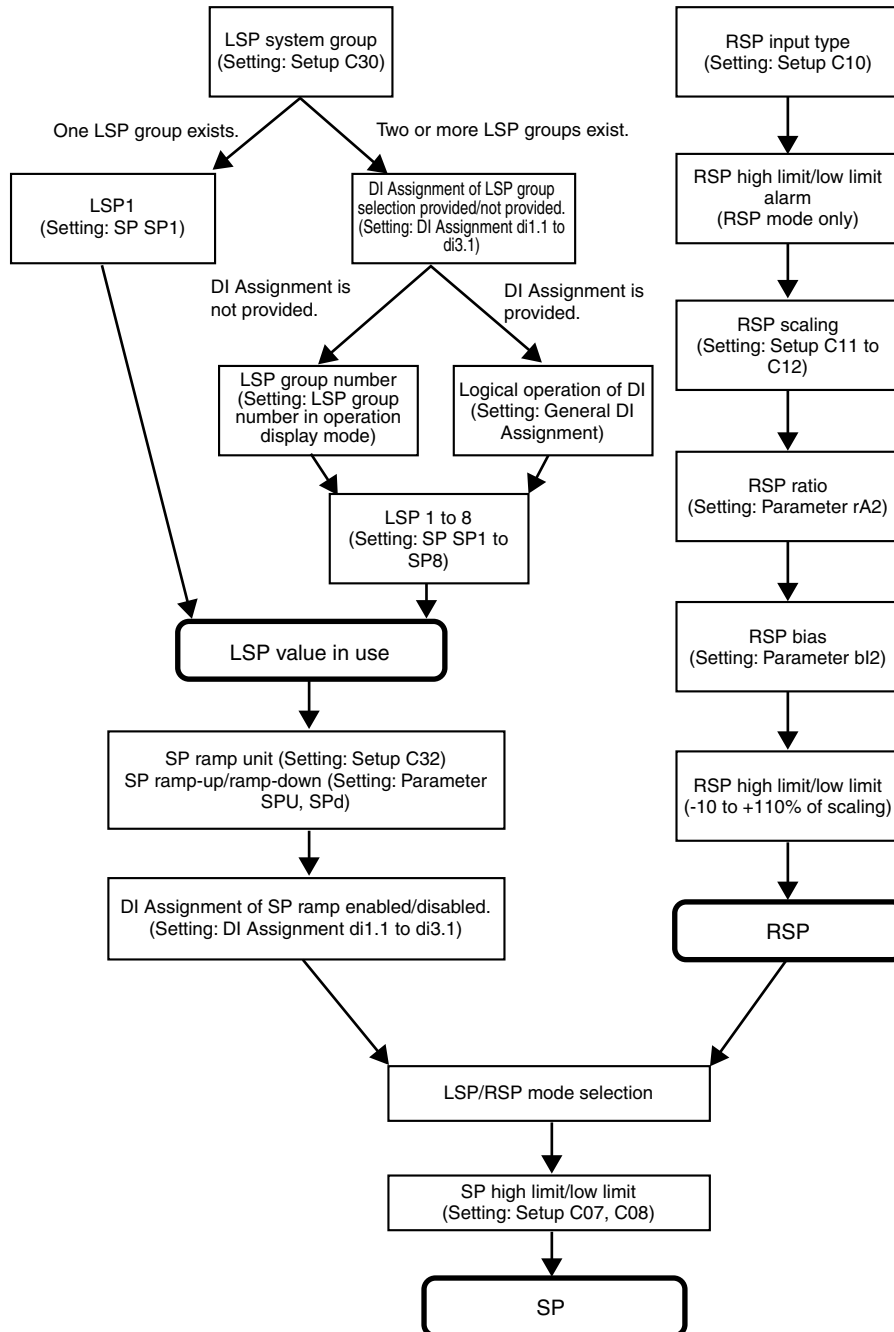 LSP system group
(Setting: Setup C30)
One LSP group exists.
Two or more LSP groups exist.
LSP1
(Setting: SP SP1)
DI Assignment of LSP group
selection provided/not provided.
(Setting: DI Assignment di1.1 to
di3.1)
DI Assignment is
not provided.
DI Assignment is
provided.
LSP group number
(Setting: LSP group
number in operation
display mode)
Logical operation of DI
(Setting: General DI
Assignment)
LSP 1 to 8
(Setting: SP SP1 to
SP8)
LSP value in use
SP ramp unit (Setting: Setup C32)
SP ramp-up/ramp-down (Setting: Parameter
SPU, SPd)
DI Assignment of SP ramp enabled/disabled.
(Setting: DI Assignment di1.1 to di3.1)
RSP input type
(Setting: Setup C10)
RSP high limit/low limit
alarm
(RSP mode only)
RSP scaling
(Setting: Setup C11 to
C12)
RSP ratio
(Setting: Parameter rA2)
RSP bias
(Setting: Parameter bI2)
RSP high limit/low limit
(-10 to +110% of scaling)
RSP
LSP/RSP mode selection
SP high limit/low limit
(Setting: Setup C07, C08)
SP